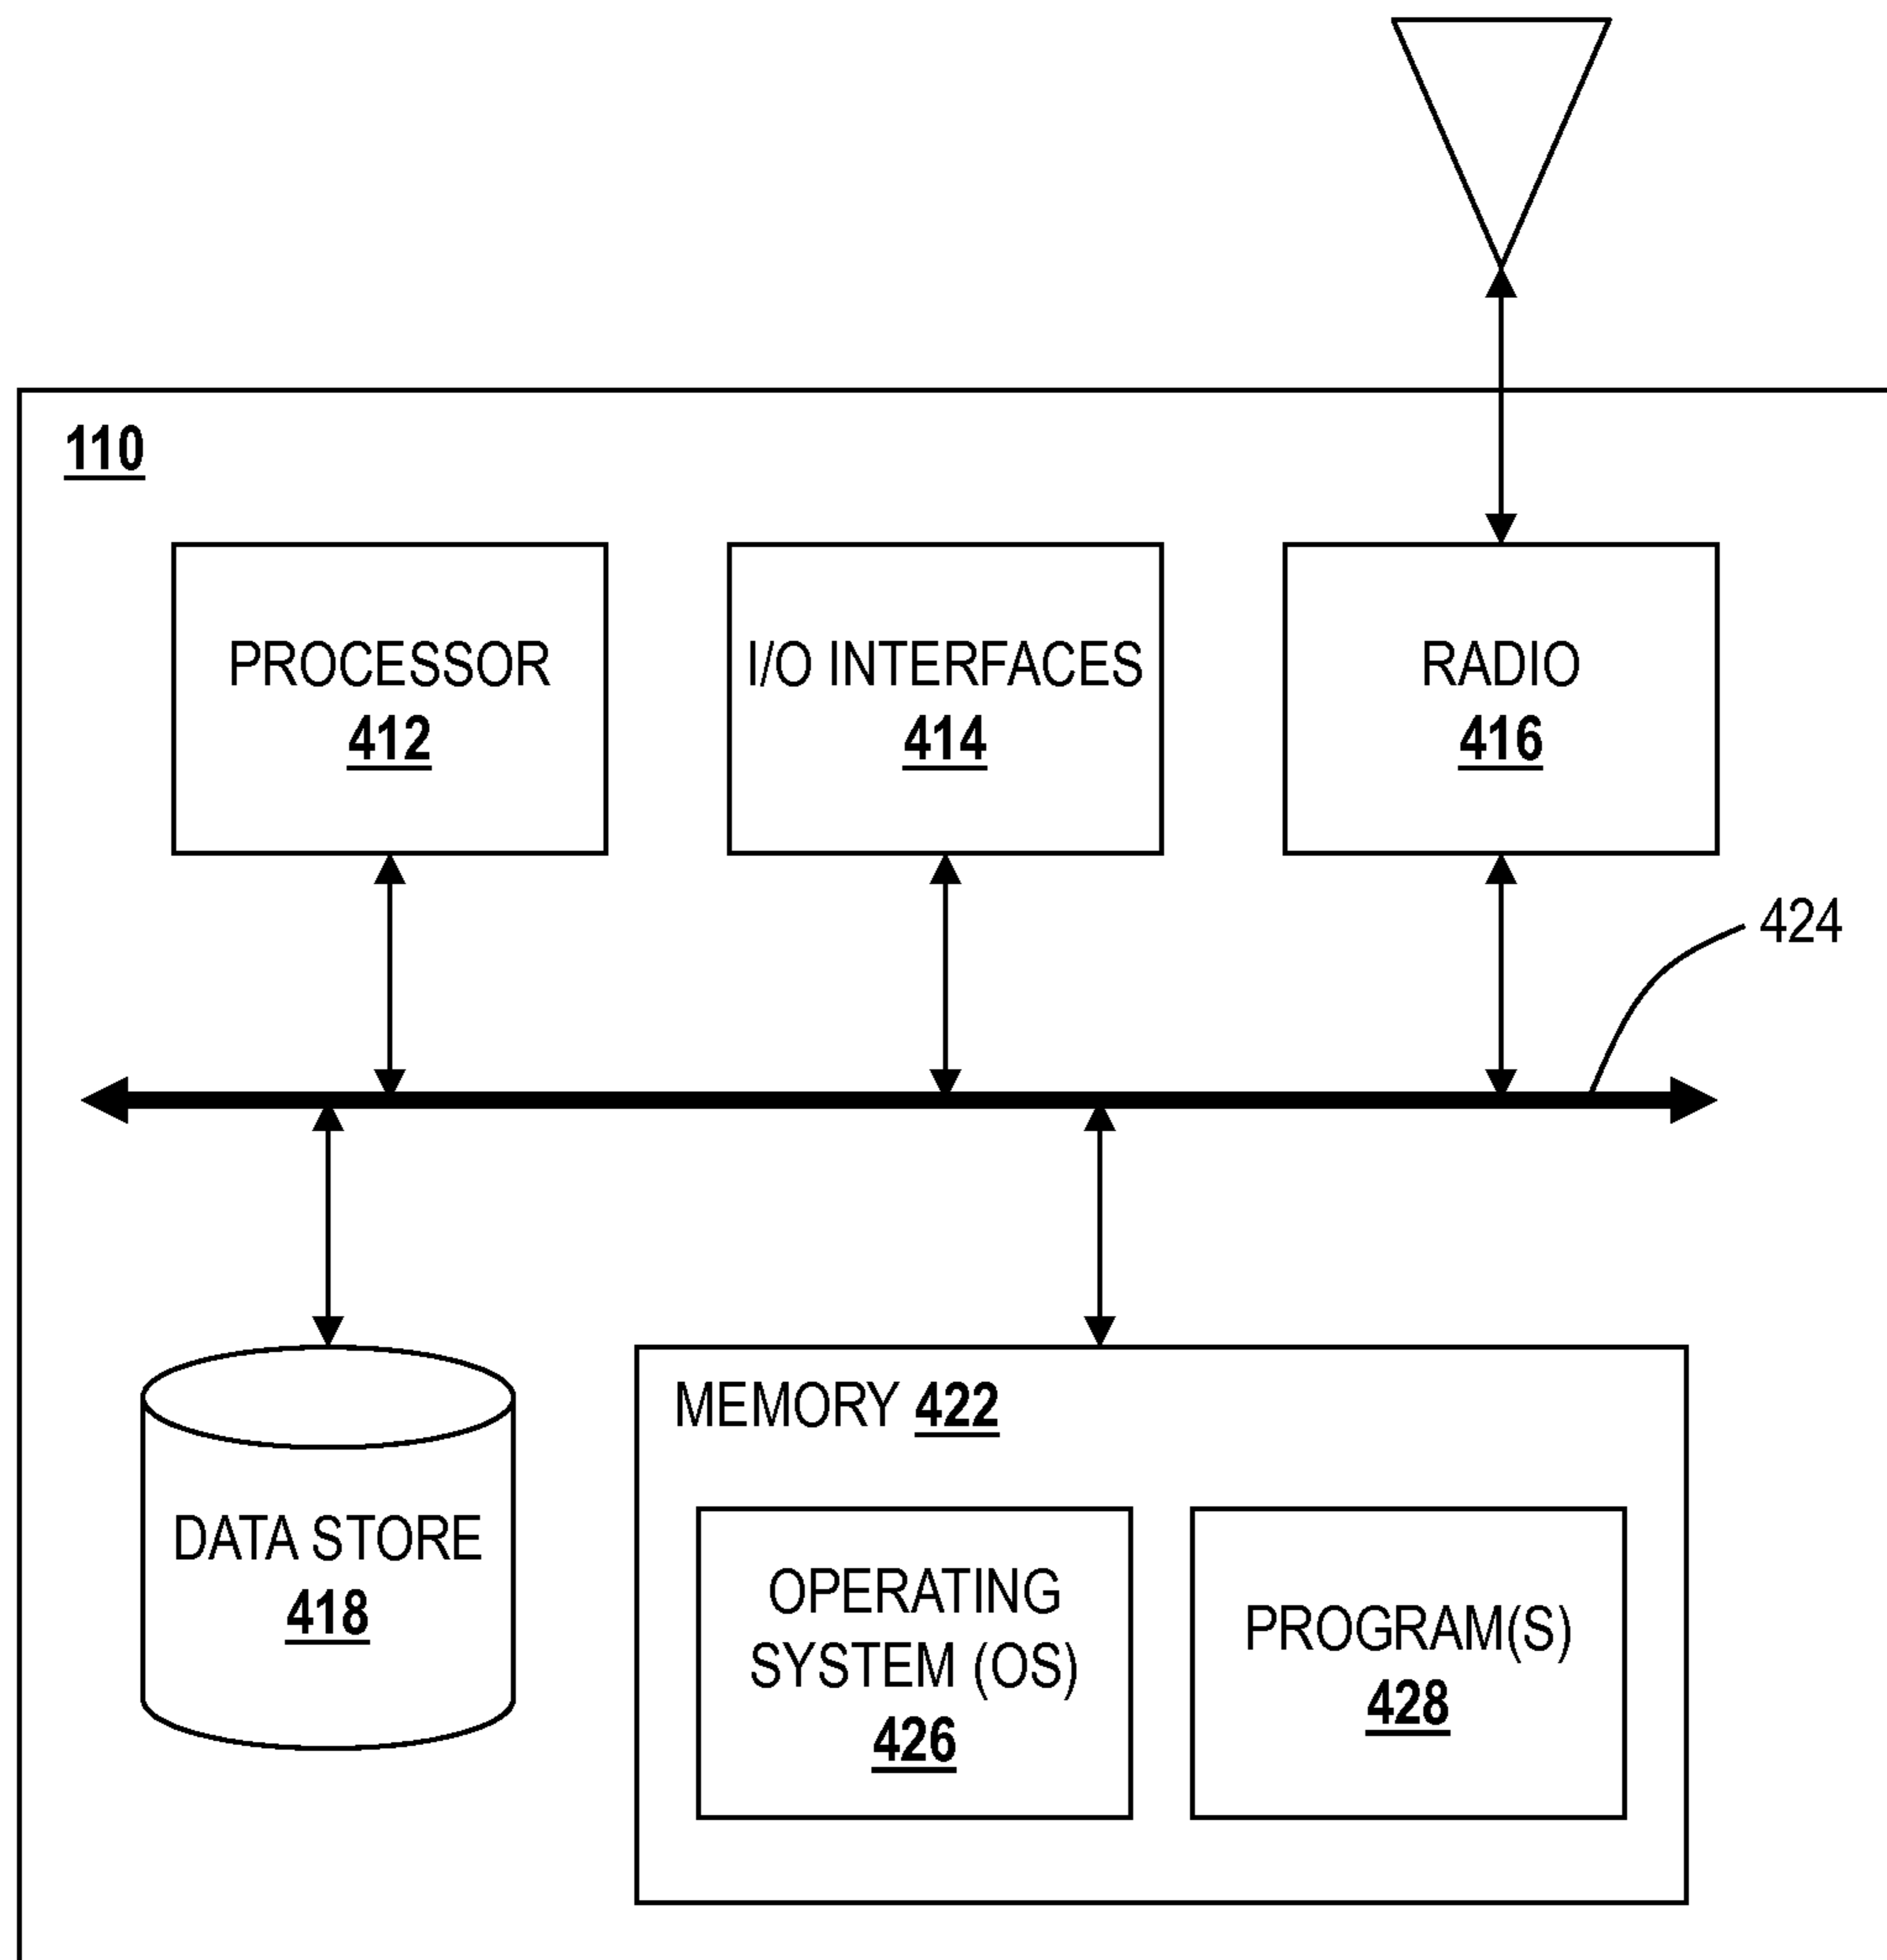 110
PROCESSOR
412
I/O INTERFACES
414
RADIO
416
424
DATA STORE
418
MEMORY 422
OPERATING
SYSTEM (OS)
426
PROGRAM(S)
428